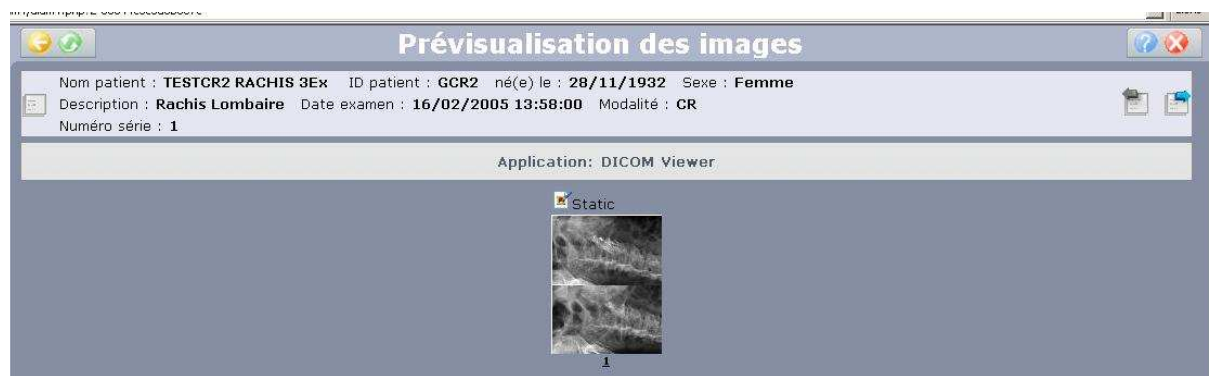 Prévisualisation des images
Nom patient : TESTCR2 RACHIS 3Ex ID patient : GCR2 né(e) le : 28/11/1932 Sexe : Femme
Description : Rachis Lombaire Date examen : 16/02/2005 13:58:00 Modalité : CR
Numéro série : 1
Application: DICOM Viewer
Static
1